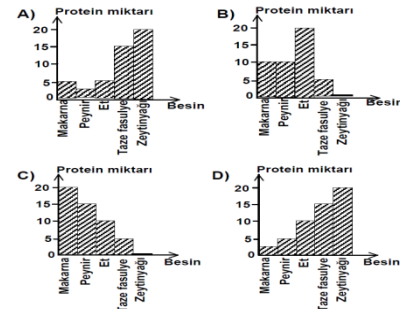 A) Protein miktarı
20
15
10
5
0
Besin
Makarna
Peynir
Et
Taze fasulye
Zeytinyağı
B) Protein miktarı
20
15
10
5
0
Besin
Makarna
Peynir
Et
Taze fasulye
Zeytinyağı
C) Protein miktarı
20
15
10
5
0
Besin
Makarna
Peynir
Et
Taze fasulye
Zeytinyağı
D) Protein miktarı
20
15
10
5
0
Besin
Makarna
Peynir
Et
Taze fasulye
Zeytinyağı